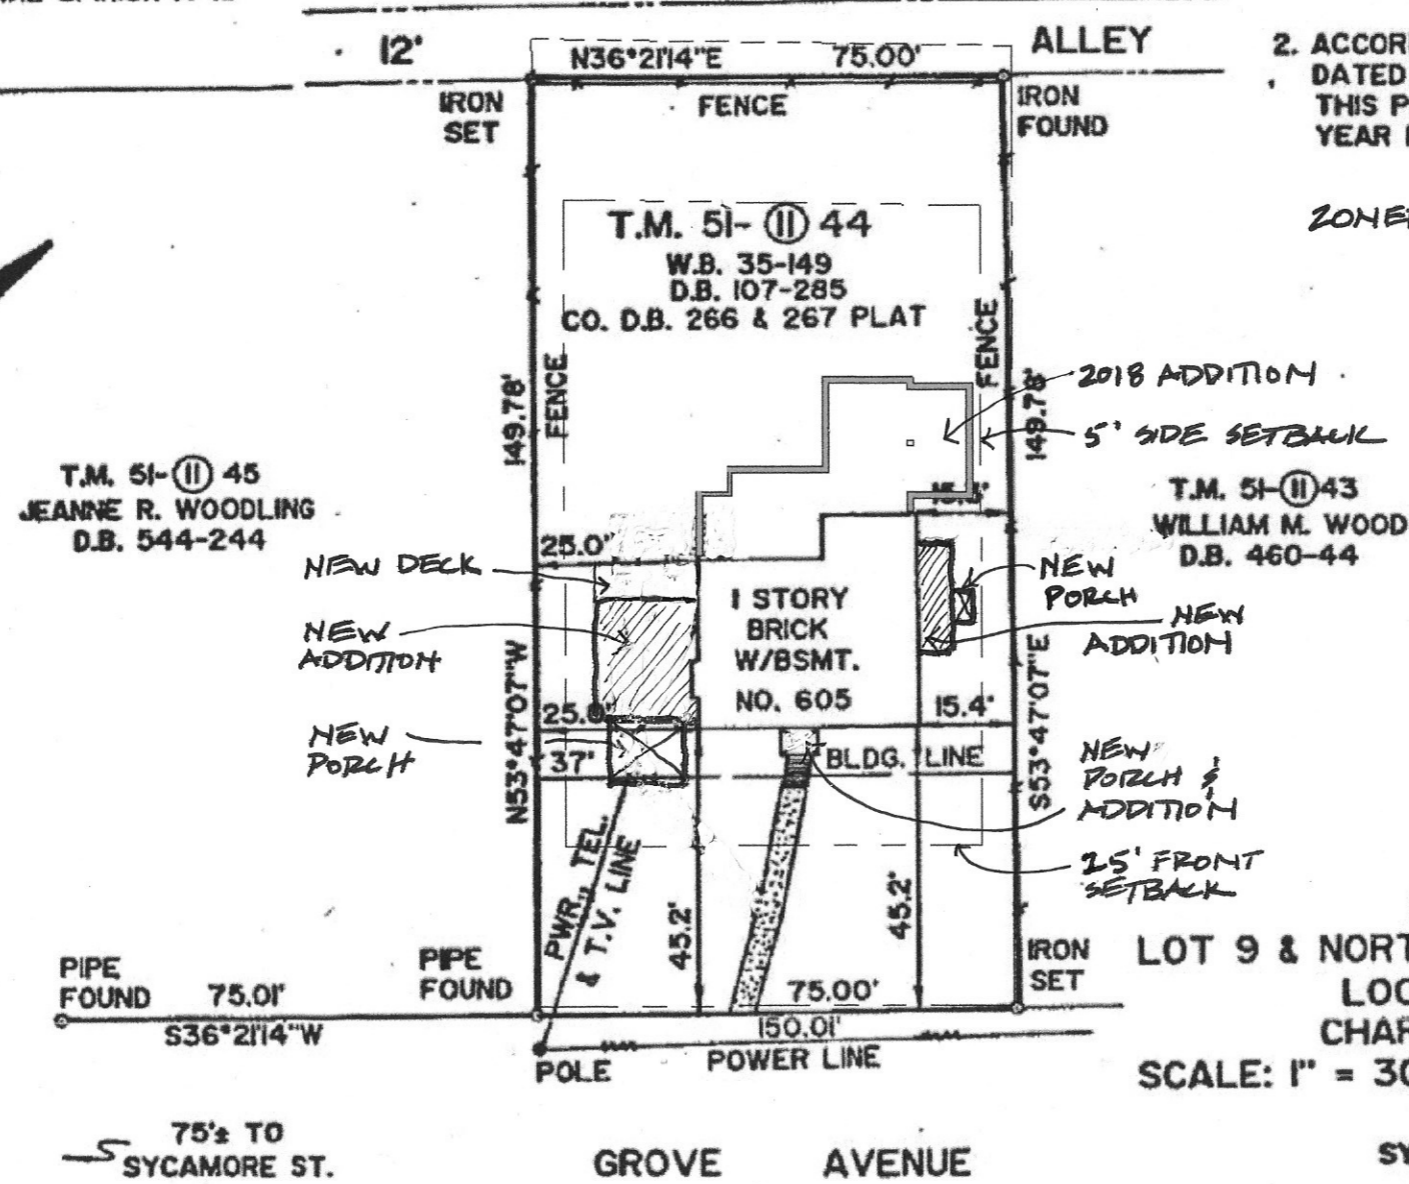 12'
N36°21'14"E 75.00'
ALLEY
2. ACCOR
DATED
THIS P
YEAR
IRON
SET
FENCE
IRON
FOUND
ZONE
T.M. 51-(11) 44
W.B. 35-149
D.B. 107-285
CO. D.B. 266 & 267 PLAT
FENCE
FENCE
149.78'
149.78'
2018 ADDITION
5' SIDE SETBACK
T.M. 51-(11) 45
JEANNE R. WOODLING
D.B. 544-244
T.M. 51-(11)43
WILLIAM M. WOOD
D.B. 460-44
25.0'
NEW DECK
NEW
ADDITION
NEW
PORCH
1 STORY
BRICK
W/BSMT.
NO. 605
NEW
PORCH
NEW
ADDITION
N53°47'07"W
S53°47'07"E
25.0'
15.4'
37'
BLDG. LINE
NEW
PORCH &
ADDITION
25' FRONT
SETBACK
PWR., TEL.
& T.V. LINE
45.2'
45.2'
PIPE
FOUND
75.01'
S36°21'14"W
PIPE
FOUND
75.00'
IRON
SET
150.01'
POWER LINE
POLE
LOT 9 & NORT
LOC
CHAR
SCALE: 1" = 30
75'± TO
SYCAMORE ST.
GROVE AVENUE
SY